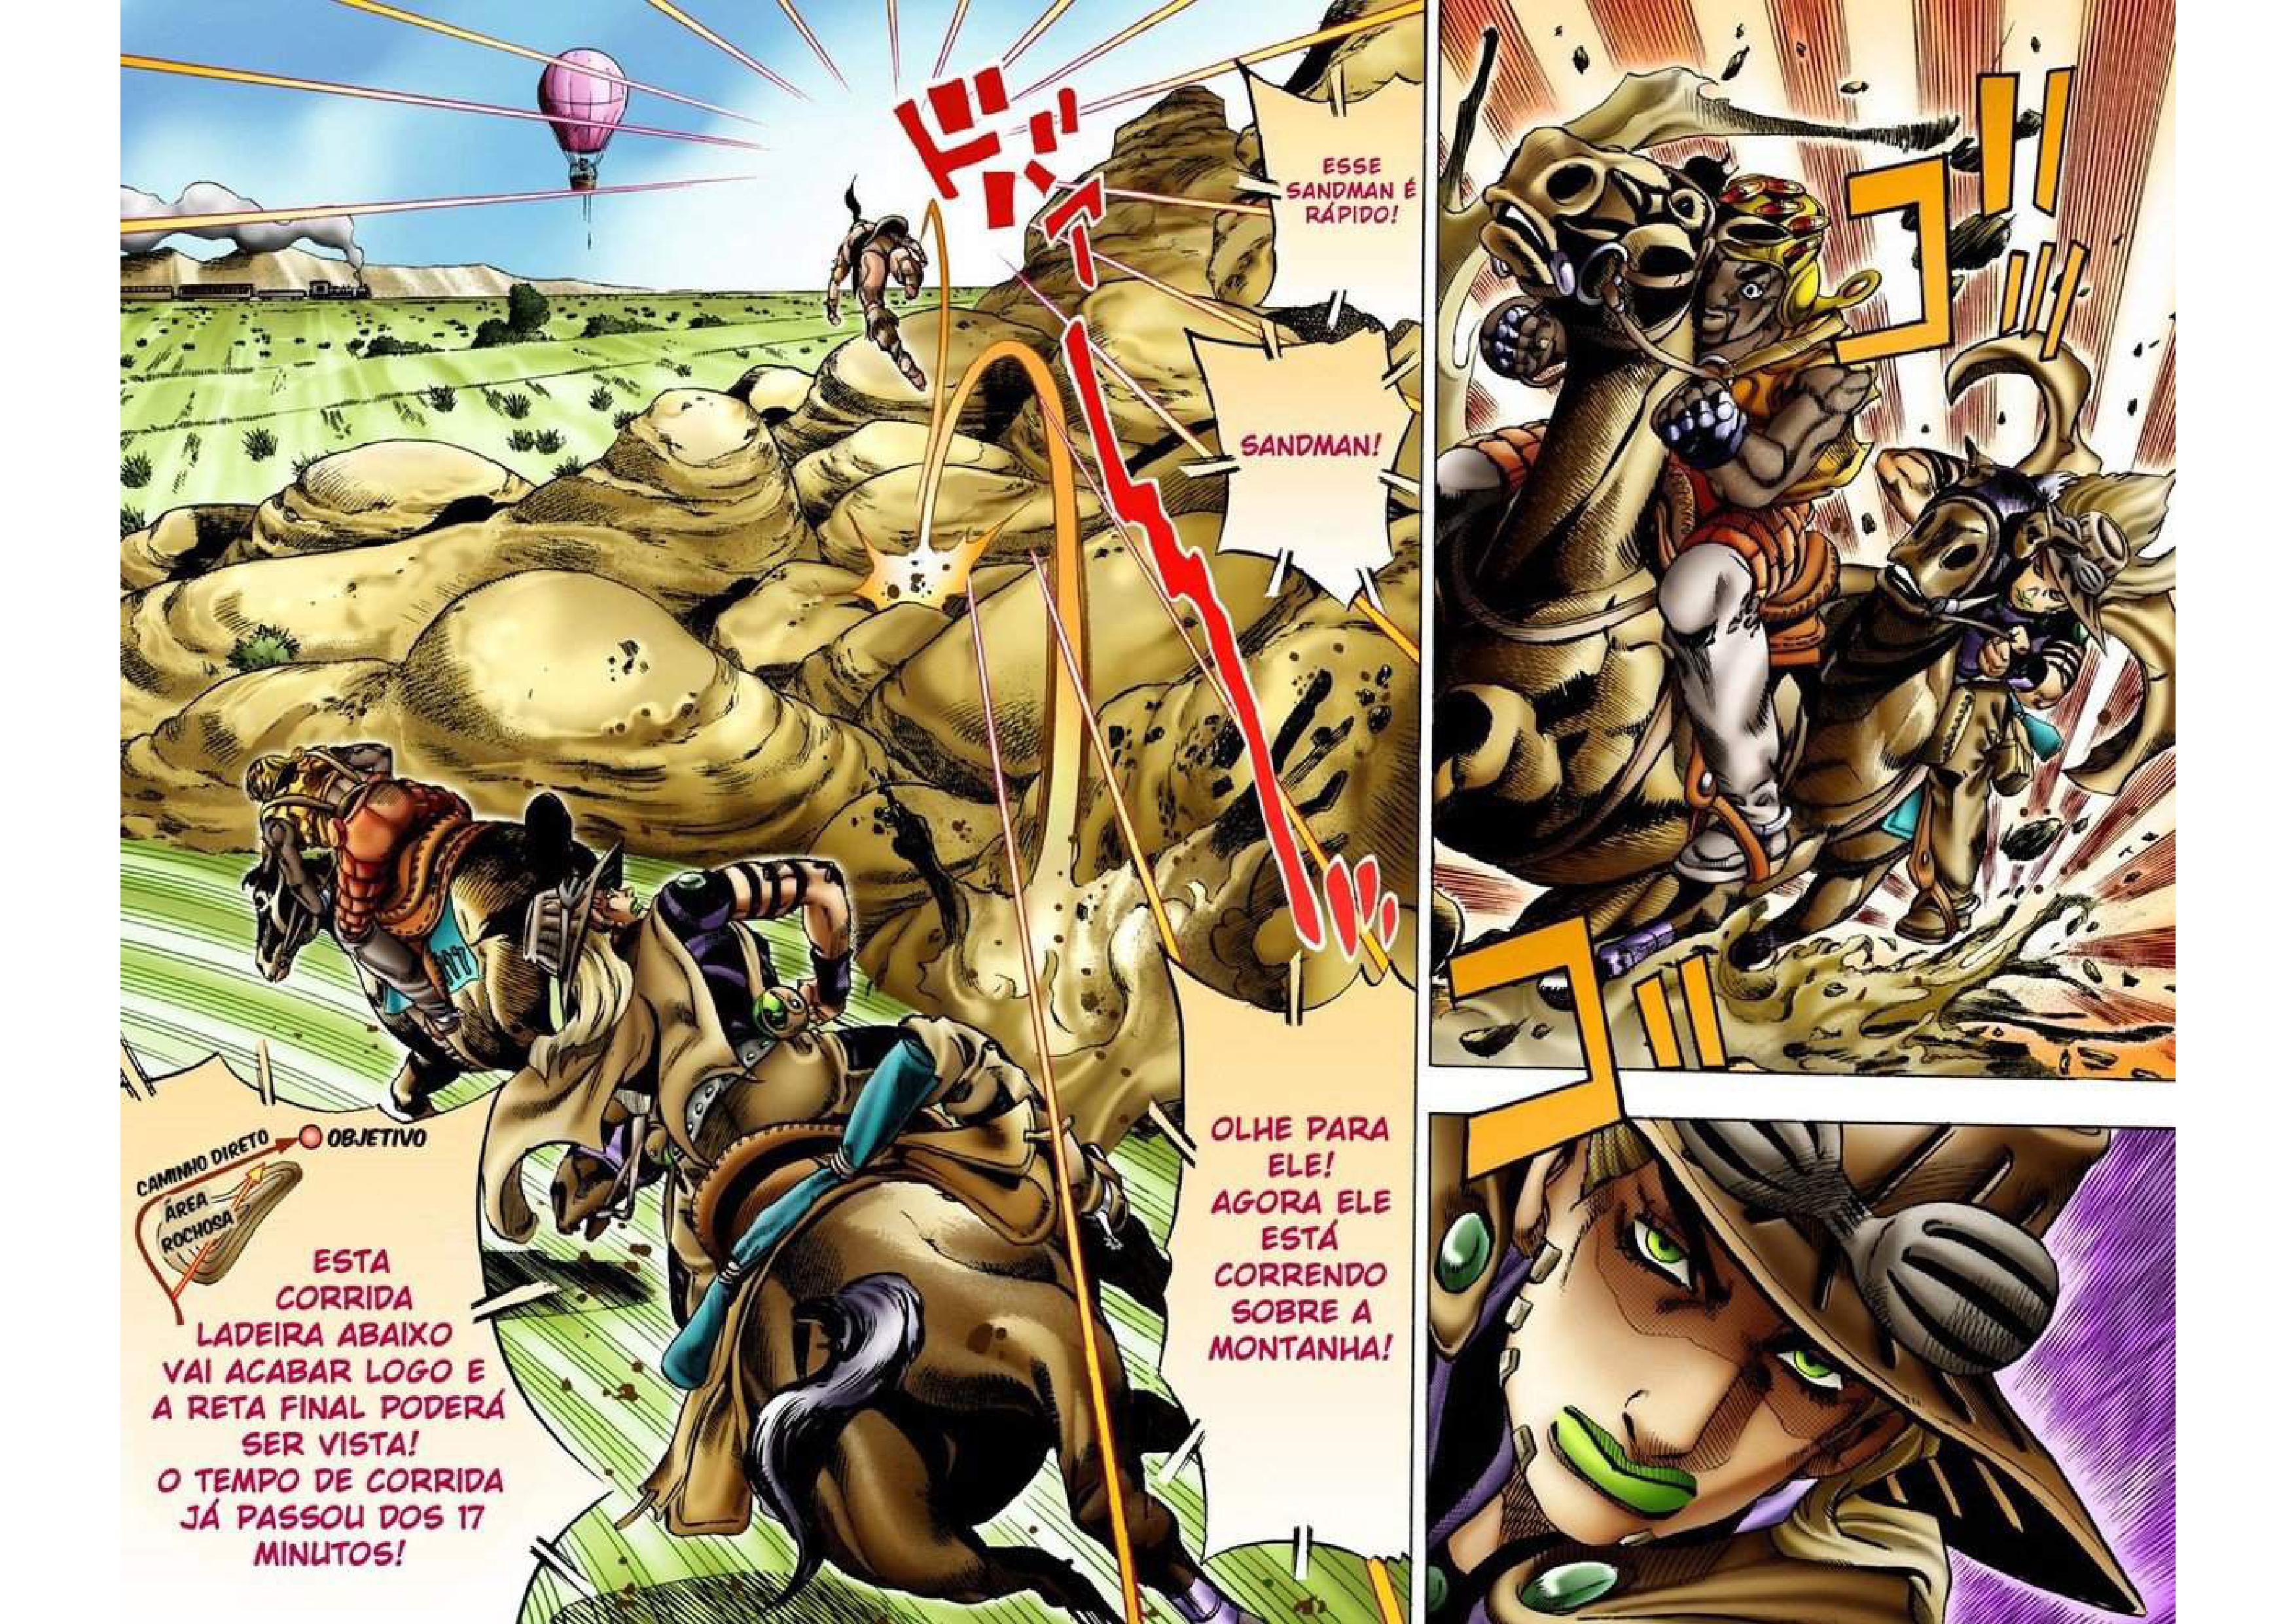 ゴ
ゴ
ドバァーッ
ESSE
SANDMAN É
RÁPIDO!
SANDMAN!
OLHE PARA
ELE!
AGORA ELE
ESTÁ
CORRENDO
SOBRE A
MONTANHA!
CAMINHO DIRETO
OBJETIVO
ÁREA
ROCHOSA
ESTA
CORRIDA
LADEIRA ABAIXO
VAI ACABAR LOGO E
A RETA FINAL PODERÁ
SER VISTA!
O TEMPO DE CORRIDA
JÁ PASSOU DOS 17
MINUTOS!